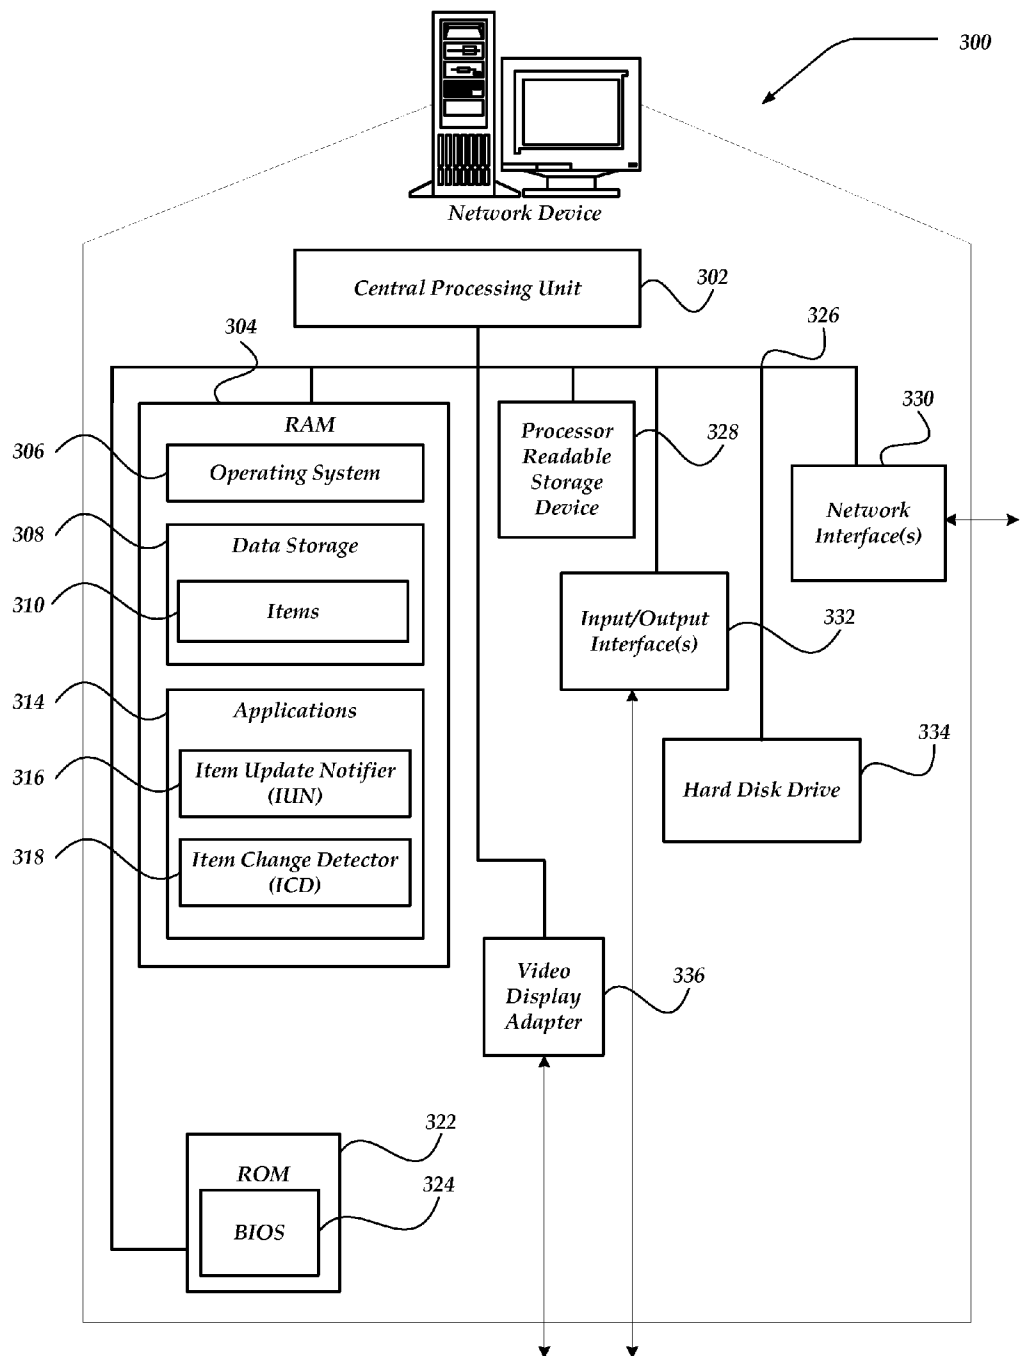 300
Network Device
Central Processing Unit
302
304
326
RAM
330
306
Operating System
Processor
Readable
Storage
Device
328
Network
Interface(s)
308
Data Storage
310
Items
Input/Output
Interface(s)
332
314
Applications
334
316
Item Update Notifier
(IUN)
Hard Disk Drive
318
Item Change Detector
(ICD)
Video
Display
Adapter
336
322
ROM
324
BIOS